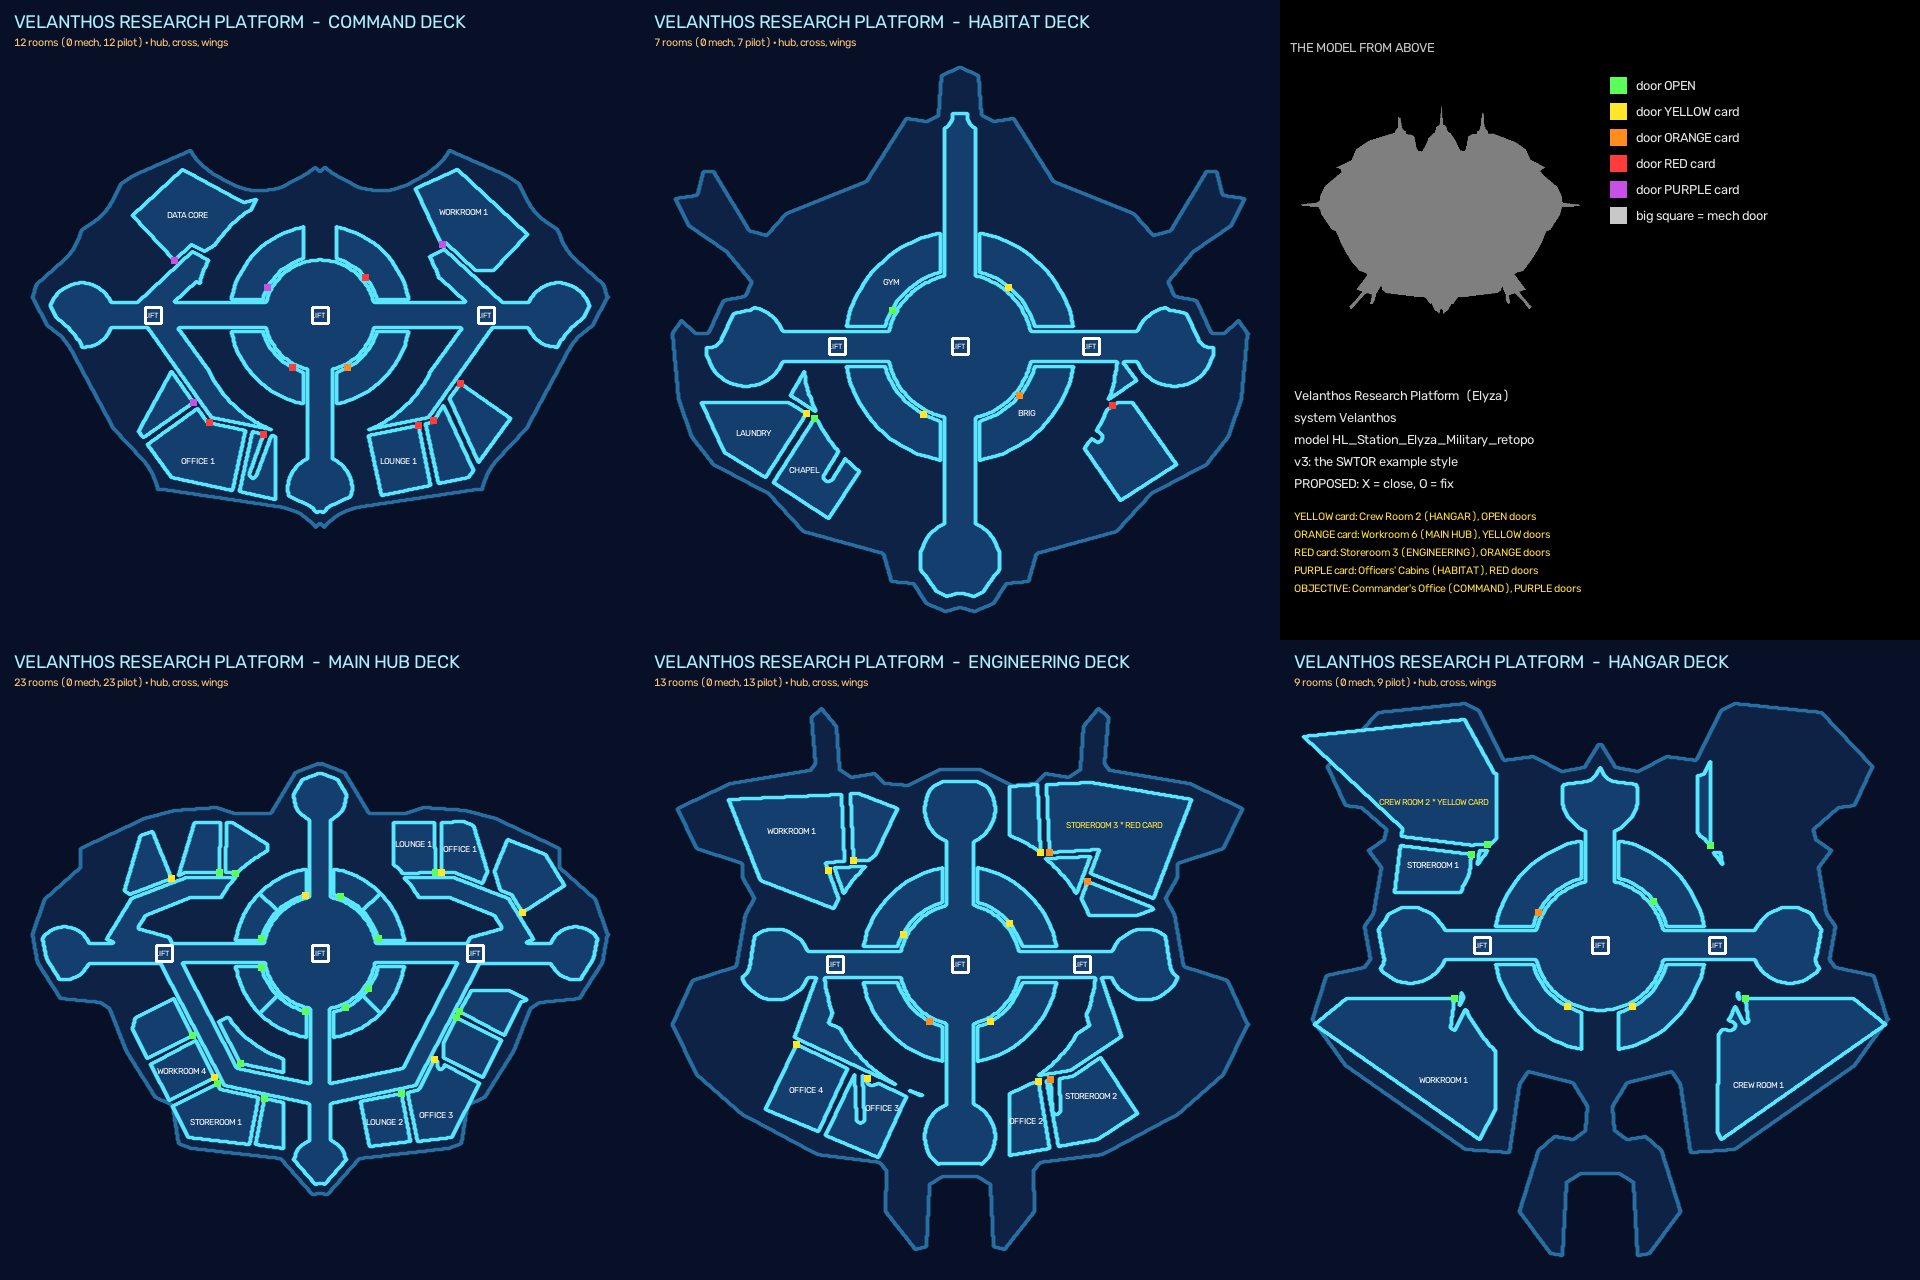 VELANTHOS RESEARCH PLATFORM - COMMAND DECK
12 rooms (0 mech, 12 pilot) • hub, cross, wings
DATA CORE
WORKROOM 1
LIFT
LIFT
LIFT
OFFICE 1
LOUNGE 1
VELANTHOS RESEARCH PLATFORM - HABITAT DECK
7 rooms (0 mech, 7 pilot) • hub, cross, wings
GYM
LIFT
LIFT
LIFT
BRIG
LAUNDRY
CHAPEL
THE MODEL FROM ABOVE
door OPEN
door YELLOW card
door ORANGE card
door RED card
door PURPLE card
big square = mech door
Velanthos Research Platform (Elyza)
system Velanthos
model HL_Station_Elyza_Military_retopo
v3: the SWTOR example style
PROPOSED: X = close, O = fix
YELLOW card: Crew Room 2 (HANGAR), OPEN doors
ORANGE card: Workroom 6 (MAIN HUB), YELLOW doors
RED card: Storeroom 3 (ENGINEERING), ORANGE doors
PURPLE card: Officers' Cabins (HABITAT), RED doors
OBJECTIVE: Commander's Office (COMMAND), PURPLE doors
VELANTHOS RESEARCH PLATFORM - MAIN HUB DECK
23 rooms (0 mech, 23 pilot) • hub, cross, wings
LOUNGE 1
OFFICE 1
LIFT
LIFT
LIFT
WORKROOM 4
STOREROOM 1
LOUNGE 2
OFFICE 3
VELANTHOS RESEARCH PLATFORM - ENGINEERING DECK
13 rooms (0 mech, 13 pilot) • hub, cross, wings
WORKROOM 1
STOREROOM 3 * RED CARD
LIFT
LIFT
LIFT
OFFICE 4
OFFICE 3
OFFICE 2
STOREROOM 2
VELANTHOS RESEARCH PLATFORM - HANGAR DECK
9 rooms (0 mech, 9 pilot) • hub, cross, wings
CREW ROOM 2 * YELLOW CARD
STOREROOM 1
LIFT
LIFT
LIFT
WORKROOM 1
CREW ROOM 1